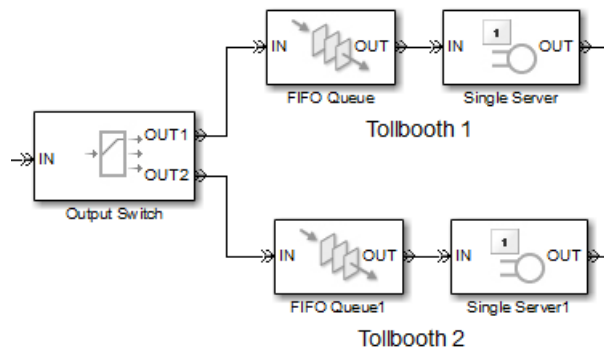 IN OUT
FIFO Queue
IN 1 OUT
Single Server
Tollbooth 1
IN OUT1
OUT2
Output Switch
IN OUT
FIFO Queue1
IN 1 OUT
Single Server1
Tollbooth 2